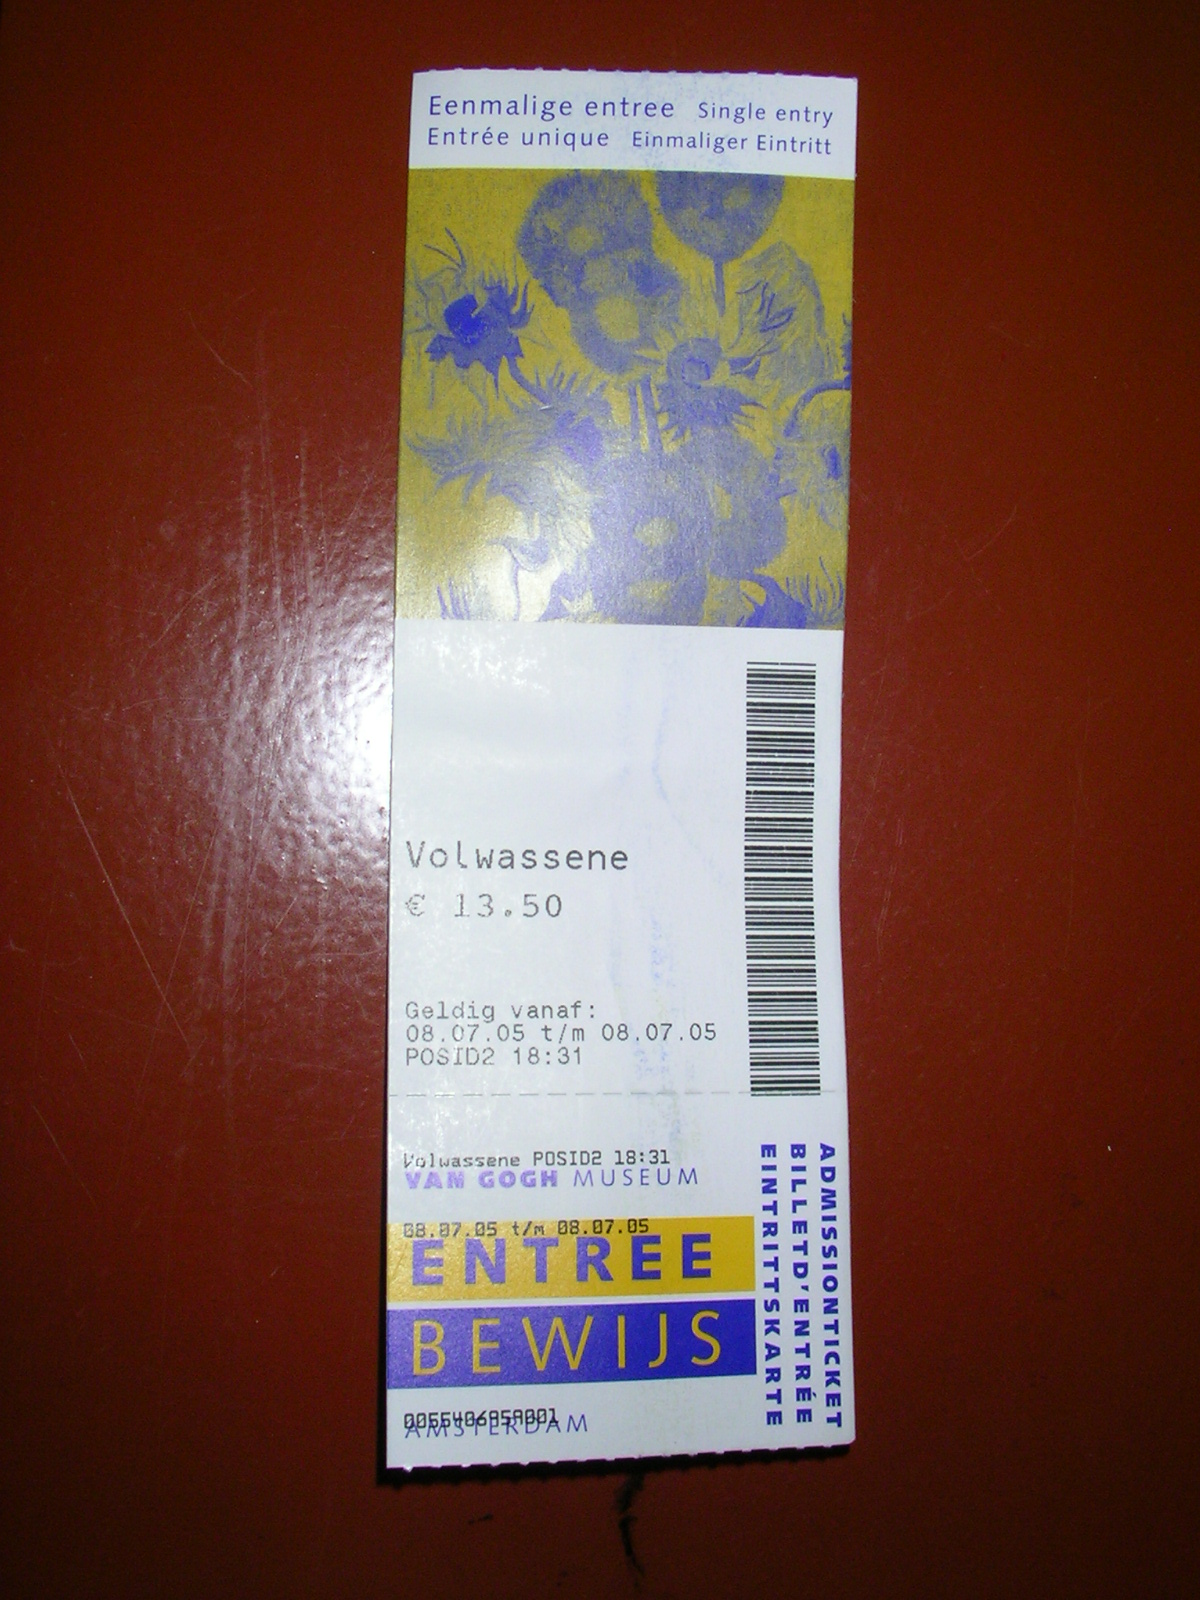 Eenmalige entree Single entry
Entrée unique Einmaliger Eintritt
Volwassene
€ 13.50
Geldig vanaf:
08.07.05 t/m 08.07.05
POSID2 18:31
Volwassene POSID2 18:31
VAN GOGH MUSEUM
08.07.05 t/m 08.07.05
ENTREE
BEWIJS
AMSTERDAM
ADMISSIONTICKET
BILLETD'ENTRÉE
EINTRITTSKARTE